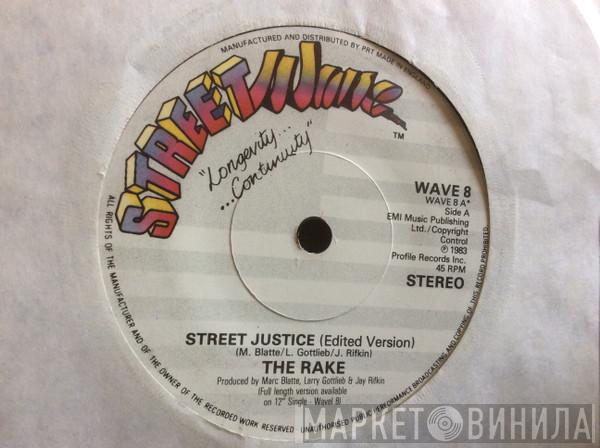 MANUFACTURED AND DISTRIBUTED BY PRT MADE IN ENGLAND
STREET Wave
TM
"Longevity...
...Continuity"
WAVE 8
WAVE 8 A*
Side A
EMI Music Publishing
Ltd./Copyright
Control
℗ 1983
Profile Records Inc.
45 RPM
STEREO
STREET JUSTICE (Edited Version)
(M. Blatte/L. Gottlieb/J. Rifkin)
THE RAKE
Produced by Marc Blatte, Larry Gottlieb & Jay Rifkin
(Full length version available
on 12" Single - Wavel 8)
ALL RIGHTS OF THE MANUFACTURER AND OF THE OWNER OF THE RECORDED WORK RESERVED - UNAUTHORISED PUBLIC PERFORMANCE BROADCASTING AND COPYING OF THIS RECORD PROHIBITED
МАРКЕТ ВИНИЛА